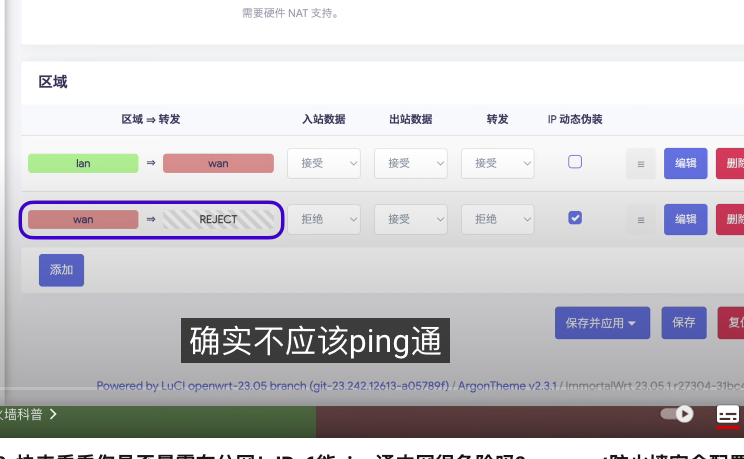 需要硬件 NAT 支持。
区域
区域 ⇒ 转发 入站数据 出站数据 转发 IP 动态伪装
lan ⇒ wan 接受 接受 接受 编辑 删除
wan ⇒ REJECT 拒绝 接受 拒绝 编辑 删除
添加
保存并应用 保存
确实不应该ping通
Powered by LuCI openwrt-23.05 branch (git-23.242.12613-a05789f) / ArgonTheme v2.3.1 / ImmortalWrt 23.05.1 r27304-31bc4
火墙科普